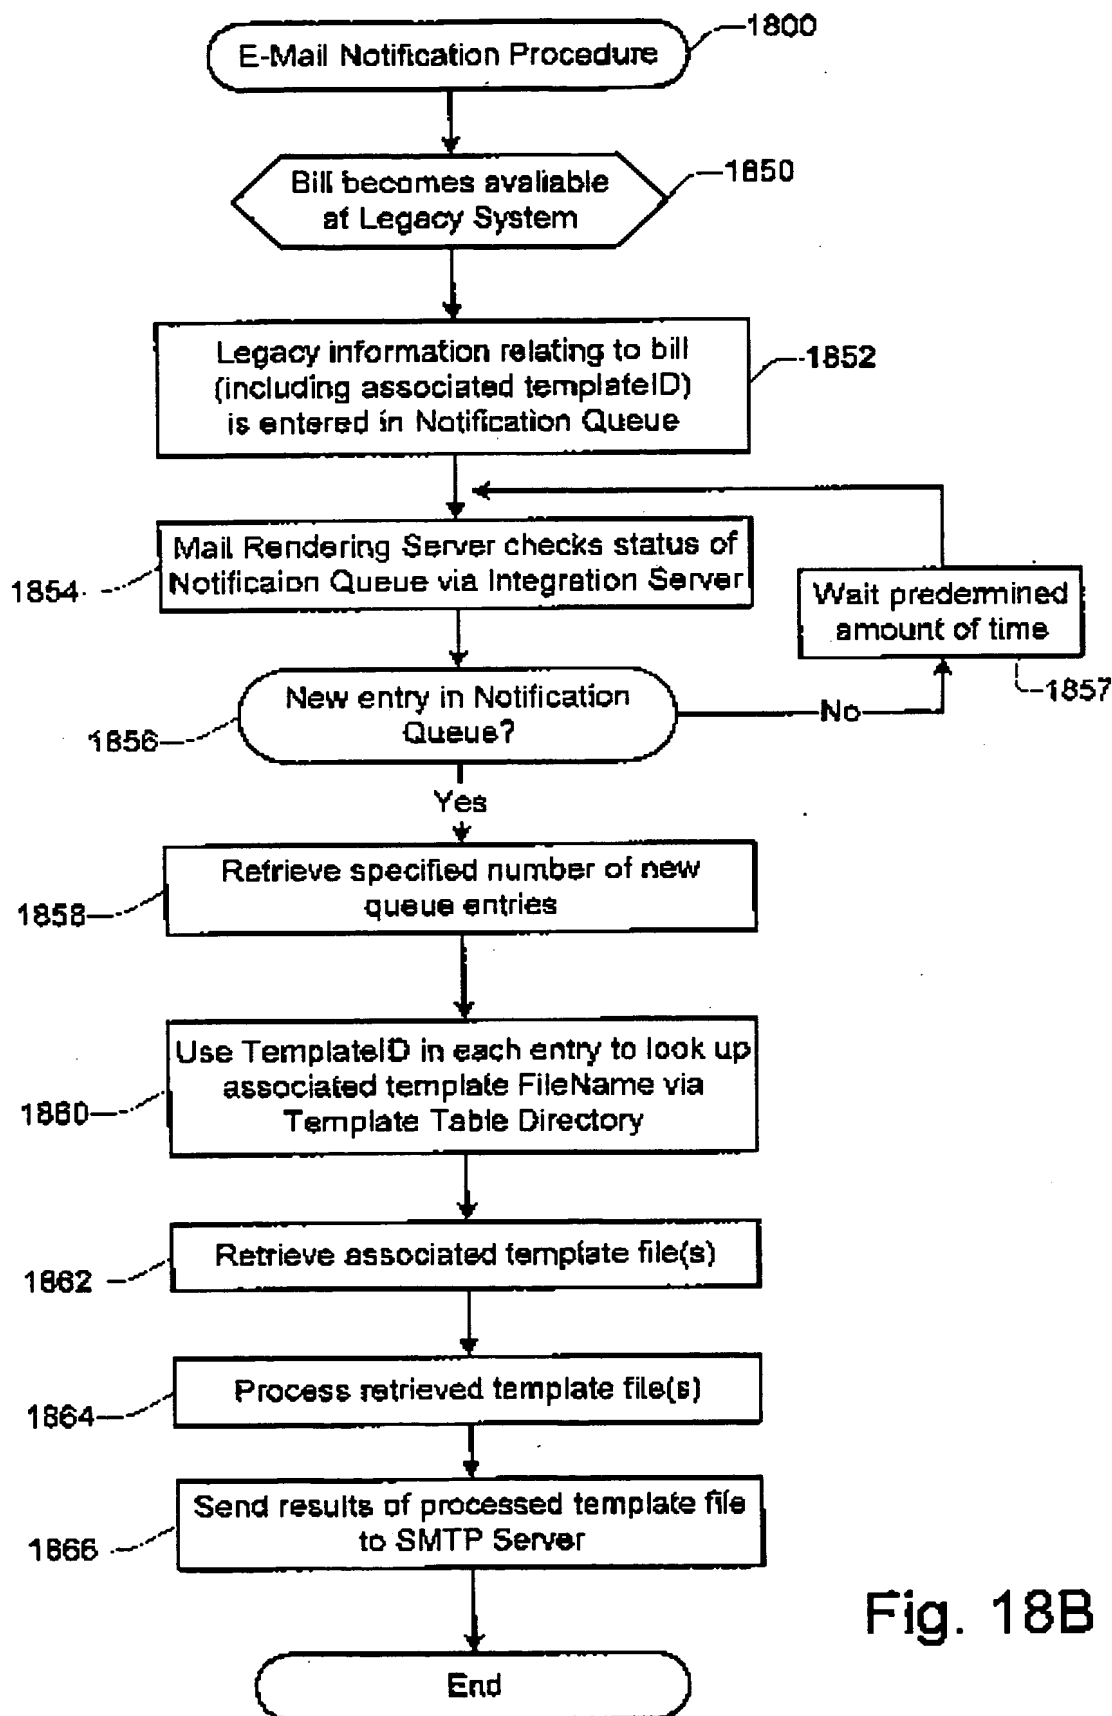 E-Mail Notification Procedure
1800
Bill becomes avaliable
at Legacy System
1850
Legacy information relating to bill
(including associated templateID)
is entered in Notification Queue
1852
Mail Rendering Server checks status of
Notificaion Queue via Integration Server
1854
Wait predermined
amount of time
1857
New entry in Notification
Queue?
1856
No
Yes
Retrieve specified number of new
queue entries
1858
Use TemplateID in each entry to look up
associated template FileName via
Template Table Directory
1860
Retrieve associated template file(s)
1862
Process retrieved template file(s)
1864
Send results of processed template file
to SMTP Server
1866
End
Fig. 18B